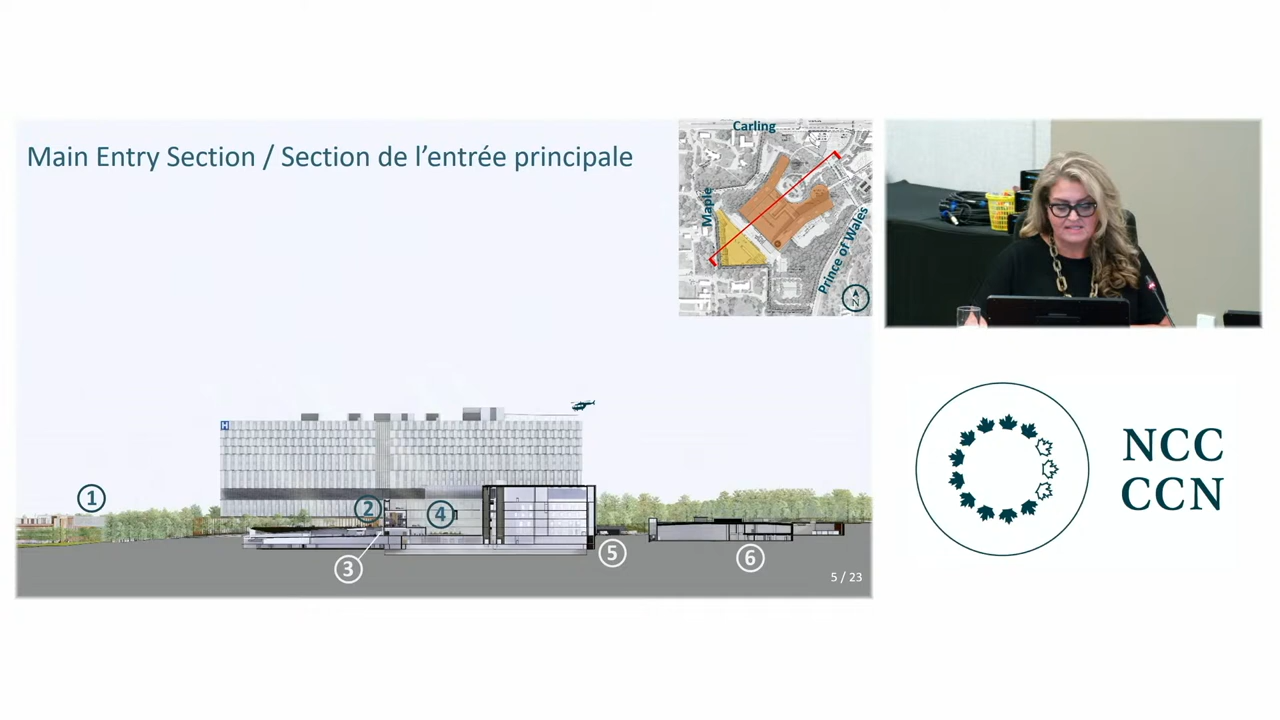 Main Entry Section / Section de l'entrée principale
Carling
Maple
Prince of Wales
N
H
1
2
4
3
5
6
5 / 23
NCC
CCN